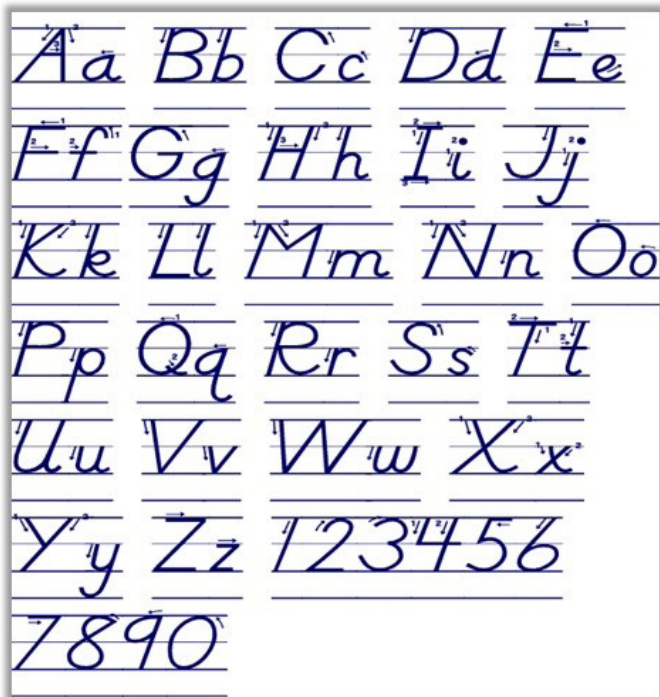 Aa Bb Cc Dd Ee
Ff Gg Hh Ii Jj
Kk Ll Mm Nn Oo
Pp Qq Rr Ss Tt
Uu Vv Ww Xx
Yy Zz 123456
7890